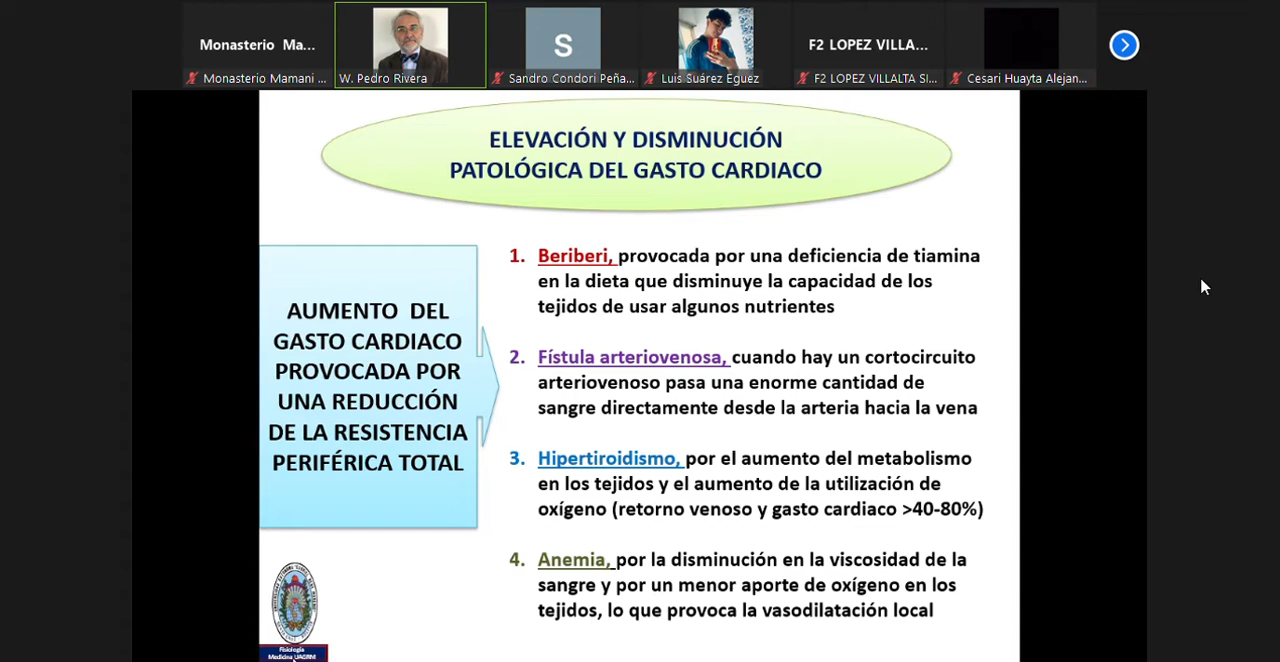 Monasterio Ma...
S
F2 LOPEZ VILLA...
Monasterio Mamani ...
W. Pedro Rivera
Sandro Condori Peña...
Luis Suárez Eguez
F2 LOPEZ VILLALTA SI...
Cesari Huayta Alejan...
ELEVACIÓN Y DISMINUCIÓN
PATOLÓGICA DEL GASTO CARDIACO
AUMENTO DEL
GASTO CARDIACO
PROVOCADA POR
UNA REDUCCIÓN
DE LA RESISTENCIA
PERIFÉRICA TOTAL
1. Beriberi, provocada por una deficiencia de tiamina
en la dieta que disminuye la capacidad de los
tejidos de usar algunos nutrientes
2. Fístula arteriovenosa, cuando hay un cortocircuito
arteriovenoso pasa una enorme cantidad de
sangre directamente desde la arteria hacia la vena
3. Hipertiroidismo, por el aumento del metabolismo
en los tejidos y el aumento de la utilización de
oxígeno (retorno venoso y gasto cardiaco >40-80%)
4. Anemia, por la disminución en la viscosidad de la
sangre y por un menor aporte de oxígeno en los
tejidos, lo que provoca la vasodilatación local
Fisiología
Medicina UAGRM